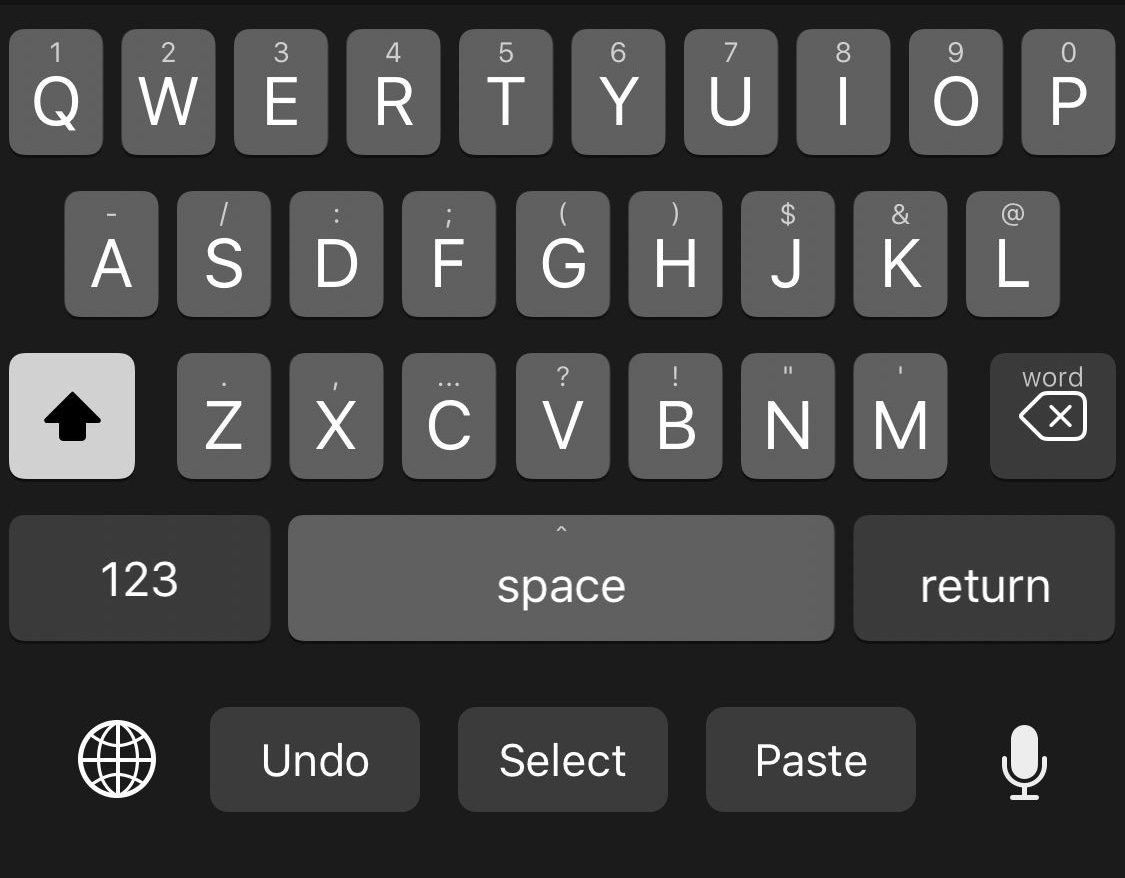 1 2 3 4 5 6 7 8 9 0
Q W E R T Y U I O P
- / : ; ( ) $ & @
A S D F G H J K L
. , ... ? ! " ' word
Z X C V B N M
^
123 space return
Undo Select Paste